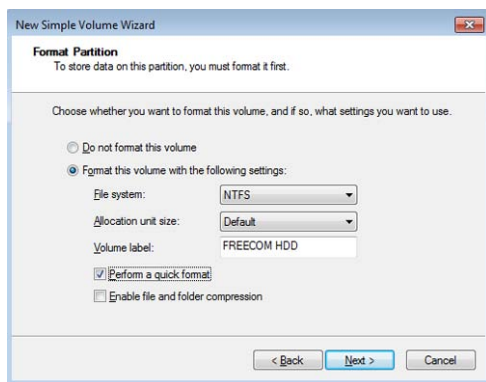 New Simple Volume Wizard
Format Partition
To store data on this partition, you must format it first.
Choose whether you want to format this volume, and if so, what settings you want to use.
Do not format this volume
Format this volume with the following settings:
File system: NTFS
Allocation unit size: Default
Volume label: FREECOM HDD
Perform a quick format
Enable file and folder compression
< Back Next > Cancel